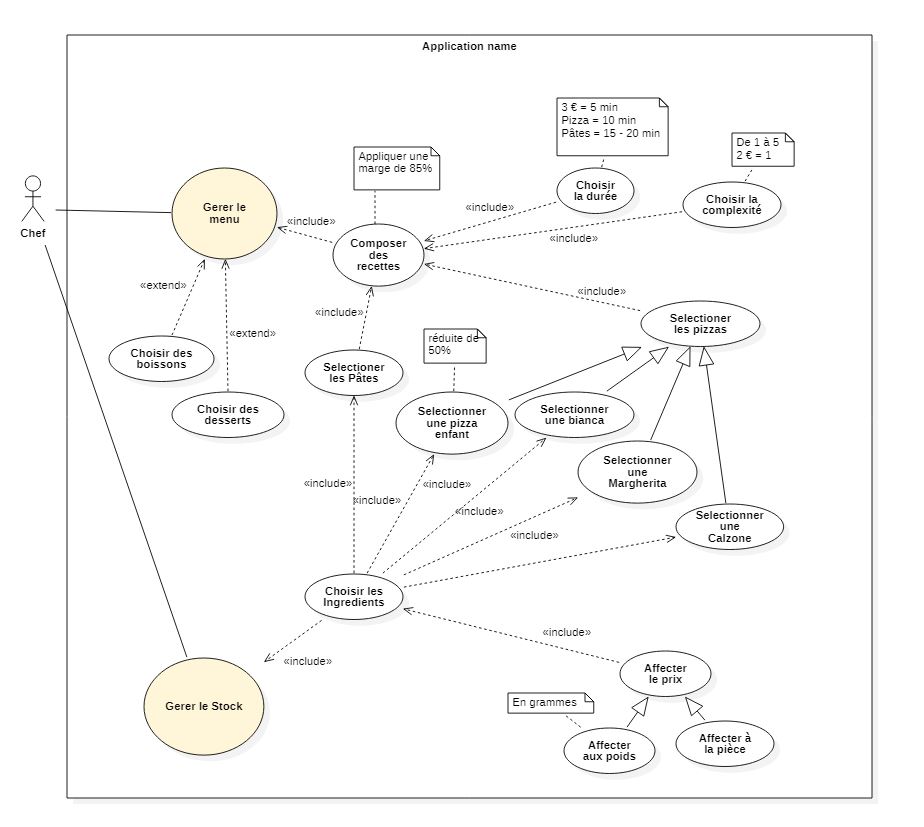 Application name
3 € = 5 min
Pizza = 10 min
Pâtes = 15 - 20 min
De 1 à 5
2 € = 1
Appliquer une
marge de 85%
Choisir
la durée
Choisir la
complexité
Gerer le
menu
Chef
«include»
«include»
«include»
Composer
des
recettes
«extend»
«include»
«include»
«extend»
Selectioner
les pizzas
réduite de
50%
Choisir des
boissons
Selectioner
les Pâtes
Choisir des
desserts
Selectionner
une pizza
enfant
Selectionner
une bianca
Selectionner
une
Margherita
«include»
«include»
«include»
«include»
«include»
Selectionner
une
Calzone
Choisir les
Ingredients
«include»
«include»
Affecter
le prix
Gerer le Stock
En grammes
Affecter
aux poids
Affecter à
la pièce